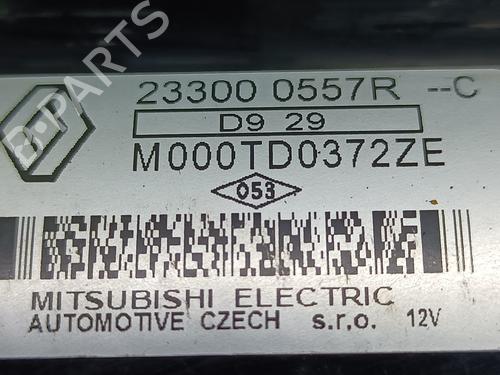 23300 0557R --C
D9 29
M000TD0372ZE
053
MITSUBISHI ELECTRIC
AUTOMOTIVE CZECH s.r.o. 12V
B-PARTS